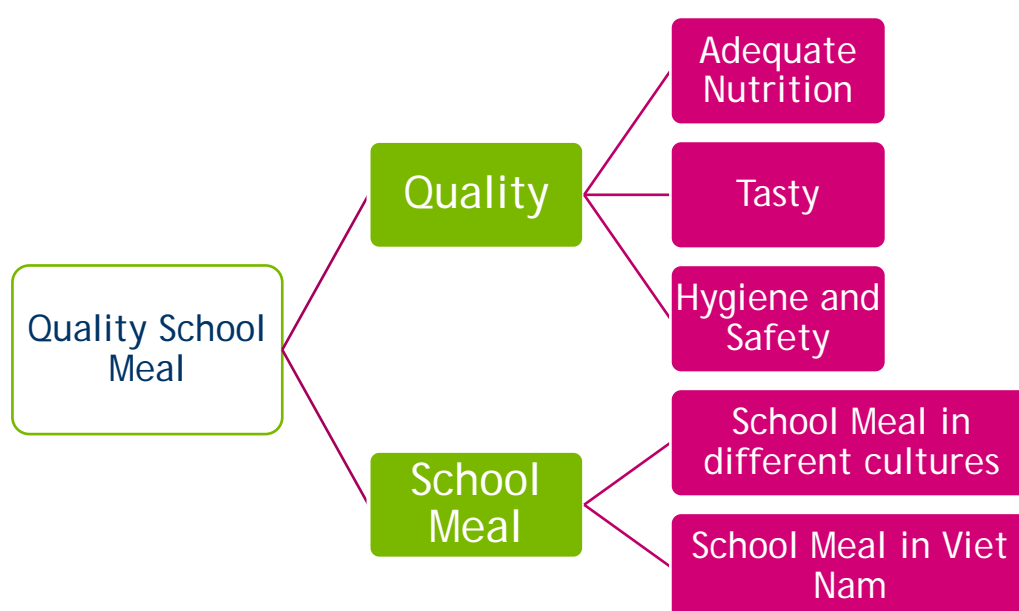 Quality School
Meal
Quality
School
Meal
Adequate
Nutrition
Tasty
Hygiene and
Safety
School Meal in
different cultures
School Meal in Viet
Nam